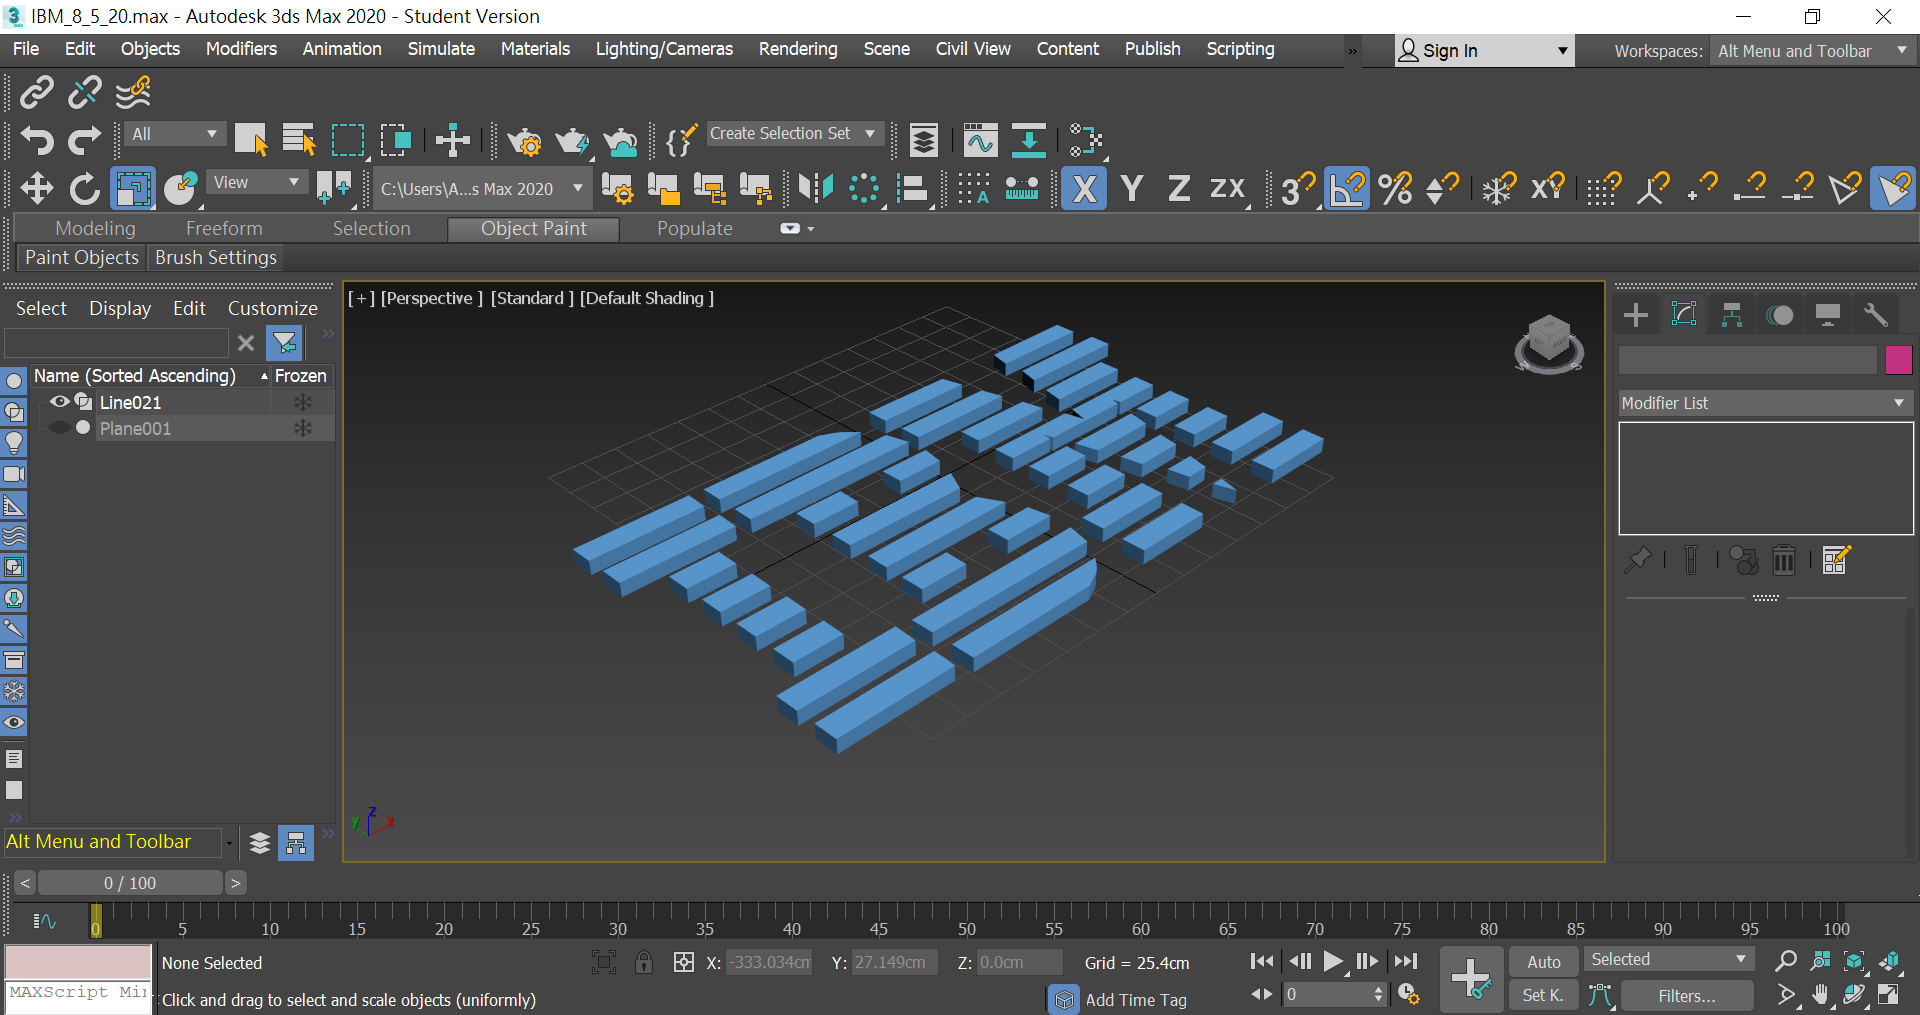 IBM_8_5_20.max - Autodesk 3ds Max 2020 - Student Version
File Edit Objects Modifiers Animation Simulate Materials Lighting/Cameras Rendering Scene Civil View Content Publish Scripting » Sign In Workspaces: Alt Menu and Toolbar
All Create Selection Set
View C:\Users\A...s Max 2020 X Y Z ZX 3 % XY
Modeling Freeform Selection Object Paint Populate
Paint Objects Brush Settings
[ + ] [Perspective ] [Standard ] [Default Shading ]
Select Display Edit Customize
Name (Sorted Ascending) Frozen
Line021
Plane001
Modifier List
z
y x
Alt Menu and Toolbar
< 0 / 100 >
0 5 10 15 20 25 30 35 40 45 50 55 60 65 70 75 80 85 90 95 100
None Selected X: -333.034cm Y: 27.149cm Z: 0.0cm Grid = 25.4cm Auto Selected
MAXScript Mi
Click and drag to select and scale objects (uniformly) Add Time Tag 0 Set K. Filters...